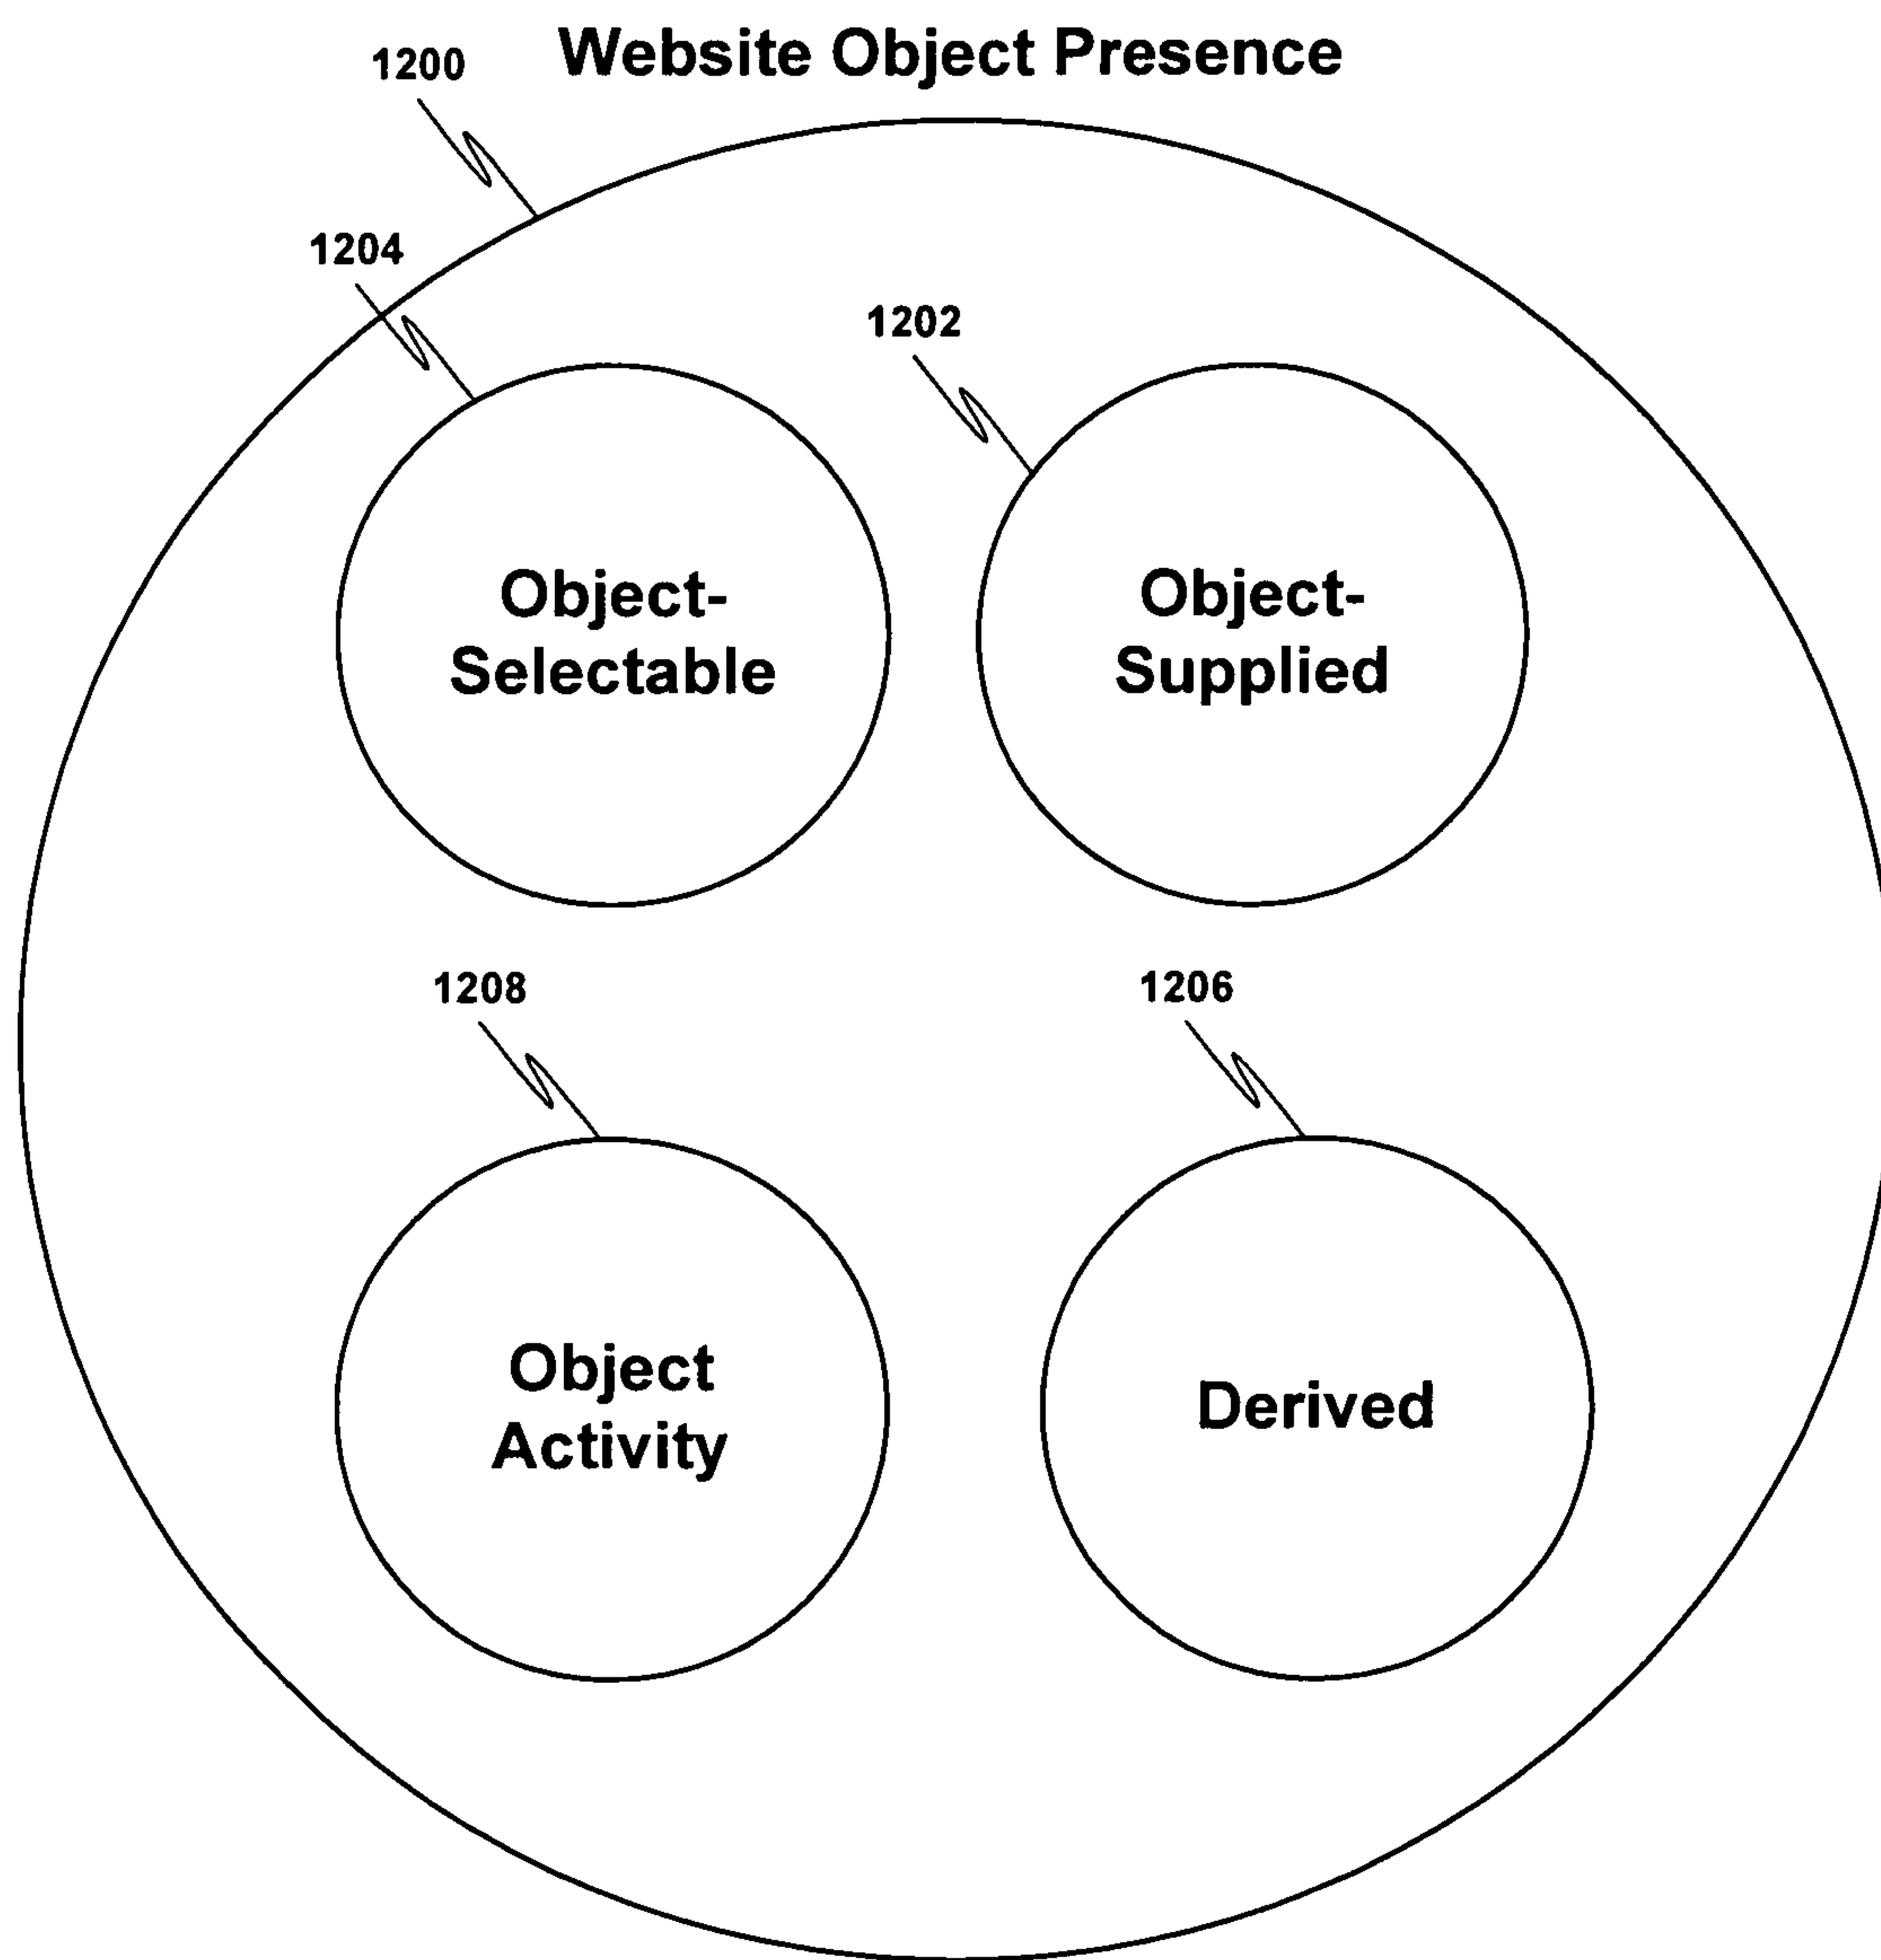 Website Object Presence
1200
1204
1202
Object-
Selectable
Object-
Supplied
1208
1206
Object
Activity
Derived